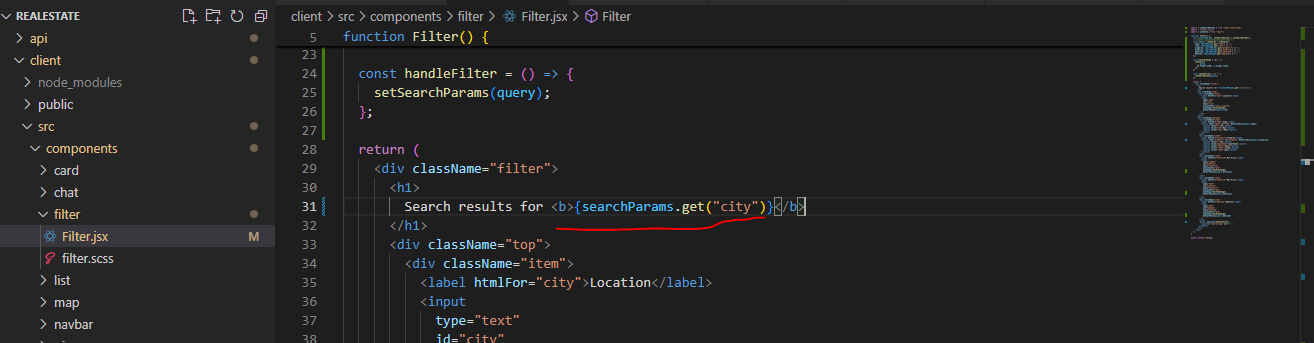 REALESTATE
api
client
node_modules
public
src
components
card
chat
filter
Filter.jsx M
filter.scss
list
map
navbar
client > src > components > filter > Filter.jsx > Filter
5 function Filter() {
23
24 const handleFilter = () => {
25 setSearchParams(query);
26 };
27
28 return (
29 <div className="filter">
30 <h1>
31 Search results for <b>{searchParams.get("city")}</b>
32 </h1>
33 <div className="top">
34 <div className="item">
35 <label htmlFor="city">Location</label>
36 <input
37 type="text"
38 id="city"